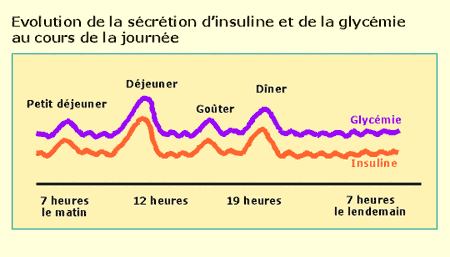 Evolution de la sécrétion d'insuline et de la glycémie
au cours de la journée
Déjeuner
Dîner
Petit déjeuner
Goûter
Glycémie
Insuline
7 heures
le matin
12 heures
19 heures
7 heures
le lendemain